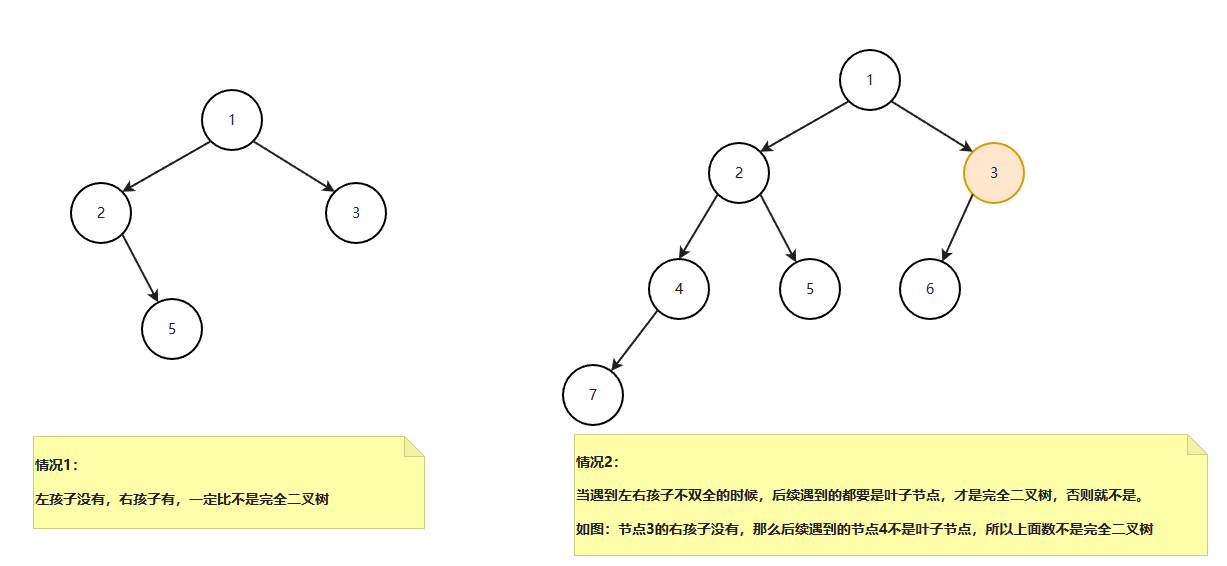 1
2
3
5
情况1：
左孩子没有，右孩子有，一定比不是完全二叉树
1
2
3
4
5
6
7
情况2：
当遇到左右孩子不双全的时候，后续遇到的都要是叶子节点，才是完全二叉树，否则就不是。
如图：节点3的右孩子没有，那么后续遇到的节点4不是叶子节点，所以上面数不是完全二叉树